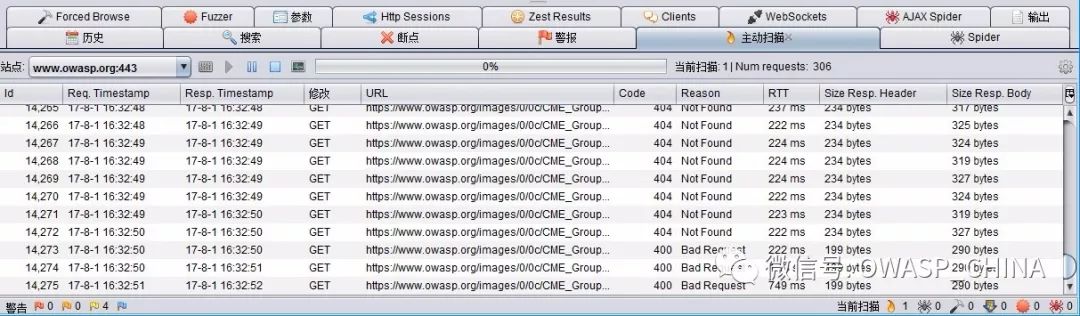 Forced Browse Fuzzer 参数 Http Sessions Zest Results Clients WebSockets AJAX Spider 输出
历史 搜索 断点 警报 主动扫描 Spider
站点: www.owasp.org:443 0% 当前扫描: 1 Num requests: 306
Id Req. Timestamp Resp. Timestamp 修改 URL Code Reason RTT Size Resp. Header Size Resp. Body
14,265 17-8-1 16:32:48 17-8-1 16:32:48 GET https://www.owasp.org/images/0/0c/CME_Group... 404 Not Found 237 ms 234 bytes 317 bytes
14,266 17-8-1 16:32:48 17-8-1 16:32:49 GET https://www.owasp.org/images/0/0c/CME_Group... 404 Not Found 222 ms 234 bytes 325 bytes
14,267 17-8-1 16:32:49 17-8-1 16:32:49 GET https://www.owasp.org/images/0/0c/CME_Group... 404 Not Found 224 ms 234 bytes 324 bytes
14,268 17-8-1 16:32:49 17-8-1 16:32:49 GET https://www.owasp.org/images/0/0c/CME_Group... 404 Not Found 224 ms 234 bytes 319 bytes
14,269 17-8-1 16:32:49 17-8-1 16:32:49 GET https://www.owasp.org/images/0/0c/CME_Group... 404 Not Found 224 ms 234 bytes 327 bytes
14,270 17-8-1 16:32:49 17-8-1 16:32:49 GET https://www.owasp.org/images/0/0c/CME_Group... 404 Not Found 222 ms 234 bytes 324 bytes
14,271 17-8-1 16:32:49 17-8-1 16:32:50 GET https://www.owasp.org/images/0/0c/CME_Group... 404 Not Found 223 ms 234 bytes 319 bytes
14,272 17-8-1 16:32:50 17-8-1 16:32:50 GET https://www.owasp.org/images/0/0c/CME_Group... 404 Not Found 223 ms 234 bytes 327 bytes
14,273 17-8-1 16:32:50 17-8-1 16:32:50 GET https://www.owasp.org/images/0/0c/CME_Group... 400 Bad Request 222 ms 199 bytes 290 bytes
14,274 17-8-1 16:32:50 17-8-1 16:32:51 GET https://www.owasp.org/images/0/0c/CME_Group... 400 Bad 199 bytes 290
14,275 17-8-1 16:32:51 17-8-1 16:32:52 GET https://www.owasp.org/images/0/0c/CME_Group... 400 Bad Request 749 ms 199 bytes 290 bytes
微信号: OWASP-CHINA
警告 0 0 4 0 当前扫描 1 0 0 0 0 0